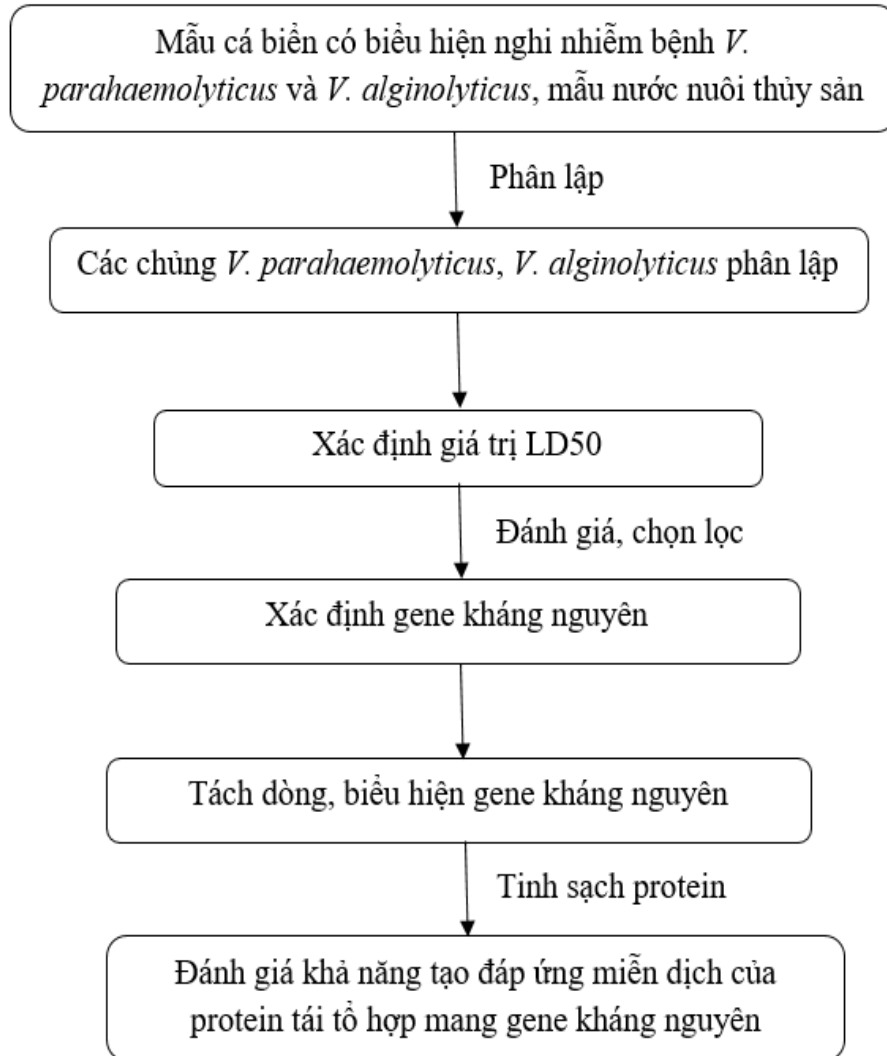 Mẫu cá biển có biểu hiện nghi nhiễm bệnh V.
parahaemolyticus và V. alginolyticus, mẫu nước nuôi thủy sản
Phân lập
Các chủng V. parahaemolyticus, V. alginolyticus phân lập
Xác định giá trị LD50
Đánh giá, chọn lọc
Xác định gene kháng nguyên
Tách dòng, biểu hiện gene kháng nguyên
Tinh sạch protein
Đánh giá khả năng tạo đáp ứng miễn dịch của
protein tái tổ hợp mang gene kháng nguyên